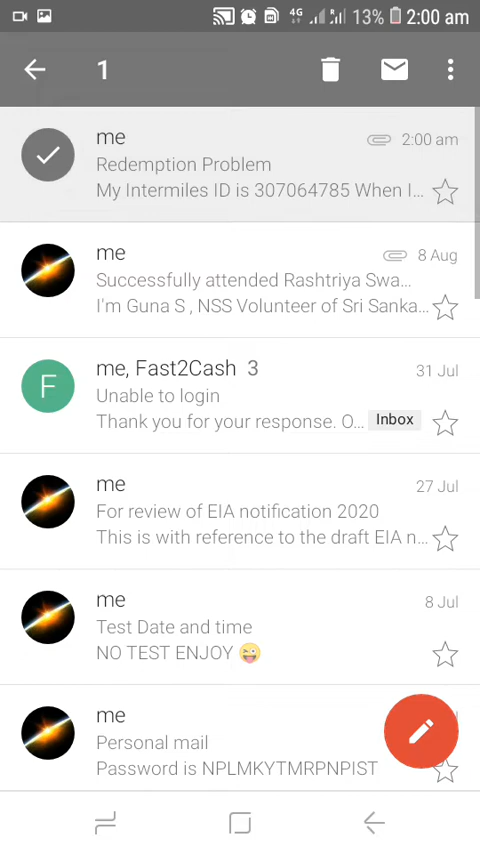 4G 13% 2:00 am
1
me 2:00 am
Redemption Problem
My Intermiles ID is 307064785 When I...
me 8 Aug
Successfully attended Rashtriya Swa...
I'm Guna S , NSS Volunteer of Sri Sanka...
F
me, Fast2Cash 3 31 Jul
Unable to login
Thank you for your response. O... Inbox
me 27 Jul
For review of EIA notification 2020
This is with reference to the draft EIA n...
me 8 Jul
Test Date and time
NO TEST ENJOY 😜
me
Personal mail
Password is NPLMKYTMRPNPIST